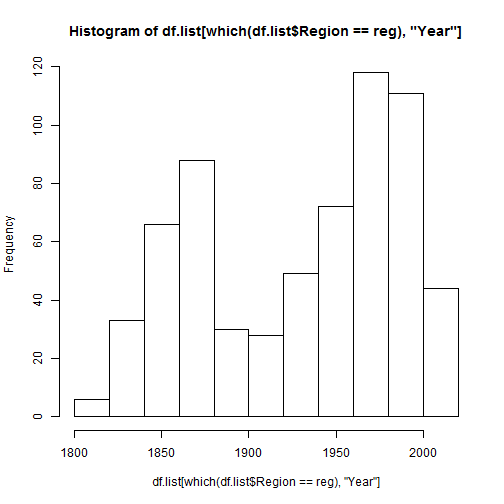 Histogram of df.list[which(df.list$Region == reg), "Year"]
120
100
80
60
40
20
0
Frequency
1800 1850 1900 1950 2000
df.list[which(df.list$Region == reg), "Year"]